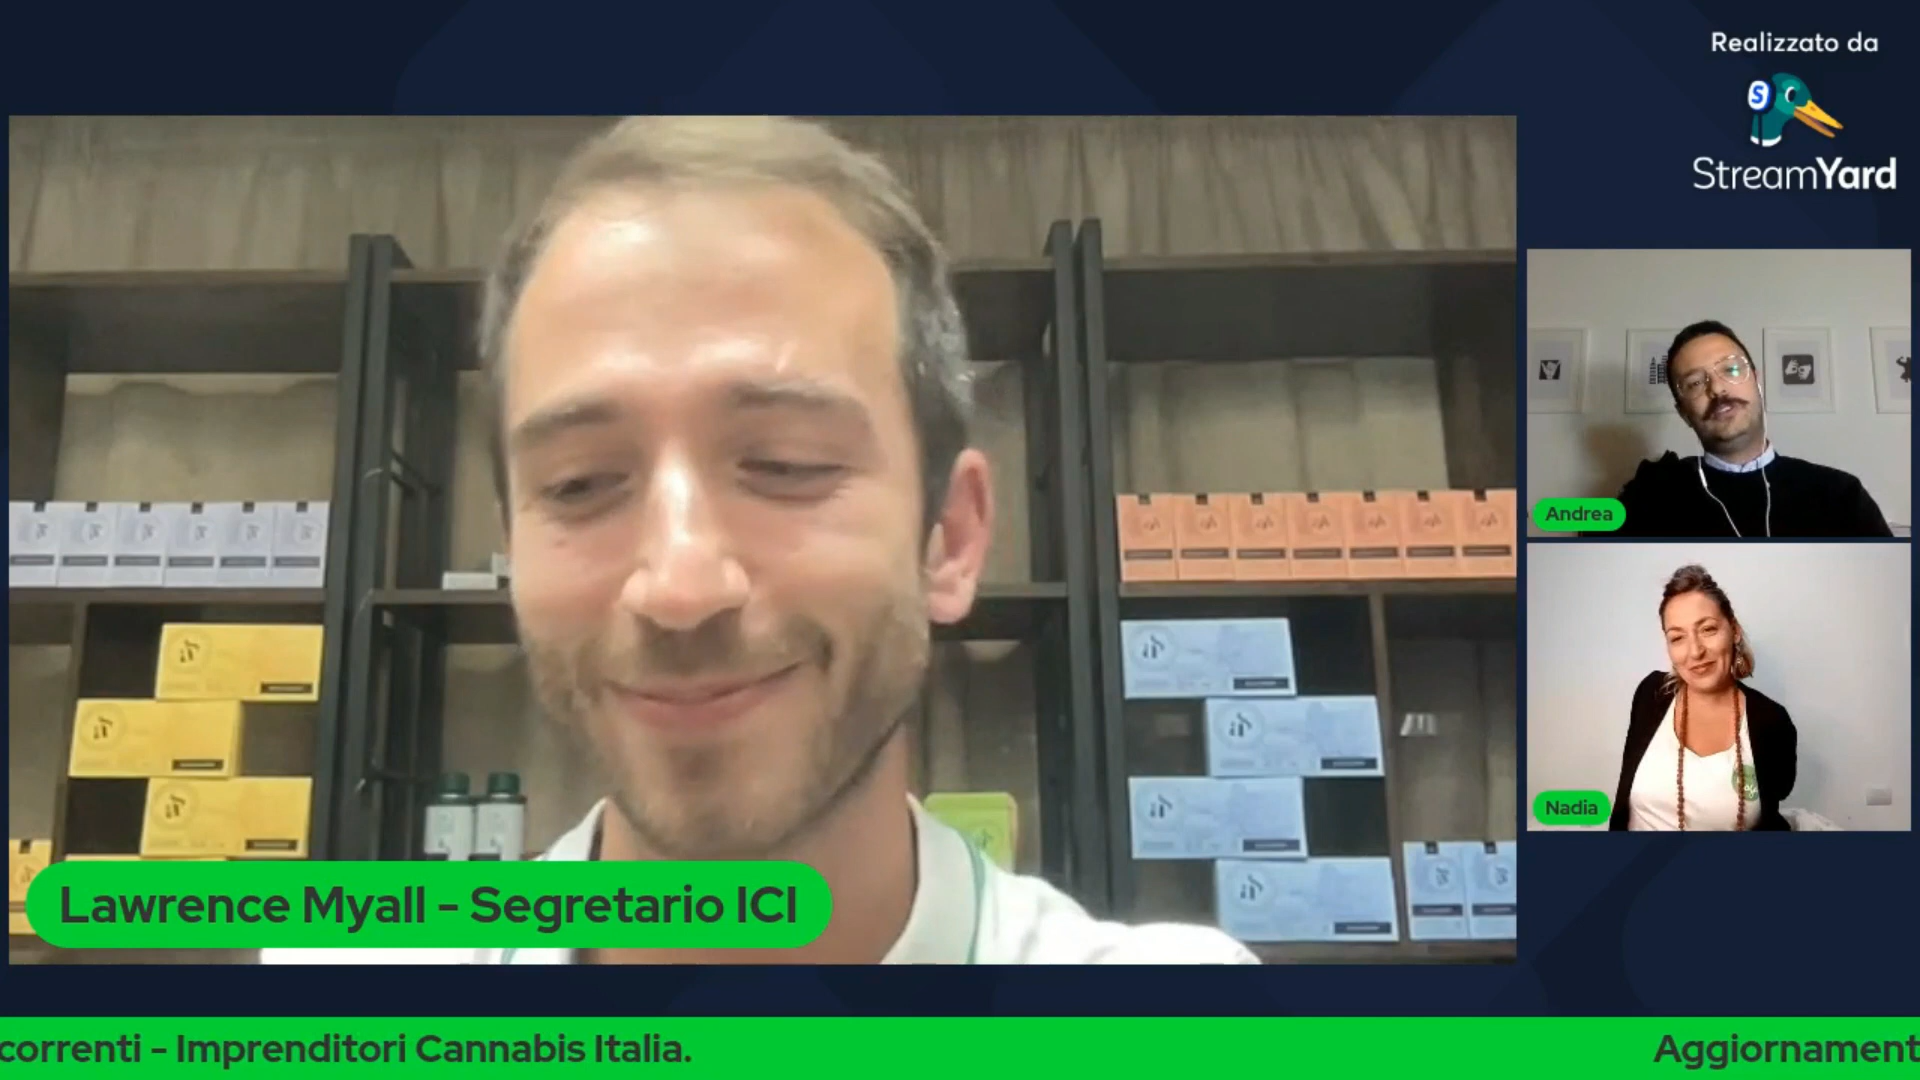 Realizzato da
StreamYard
Andrea
Nadia
Lawrence Myall - Segretario ICI
correnti - Imprenditori Cannabis Italia.
Aggiornament